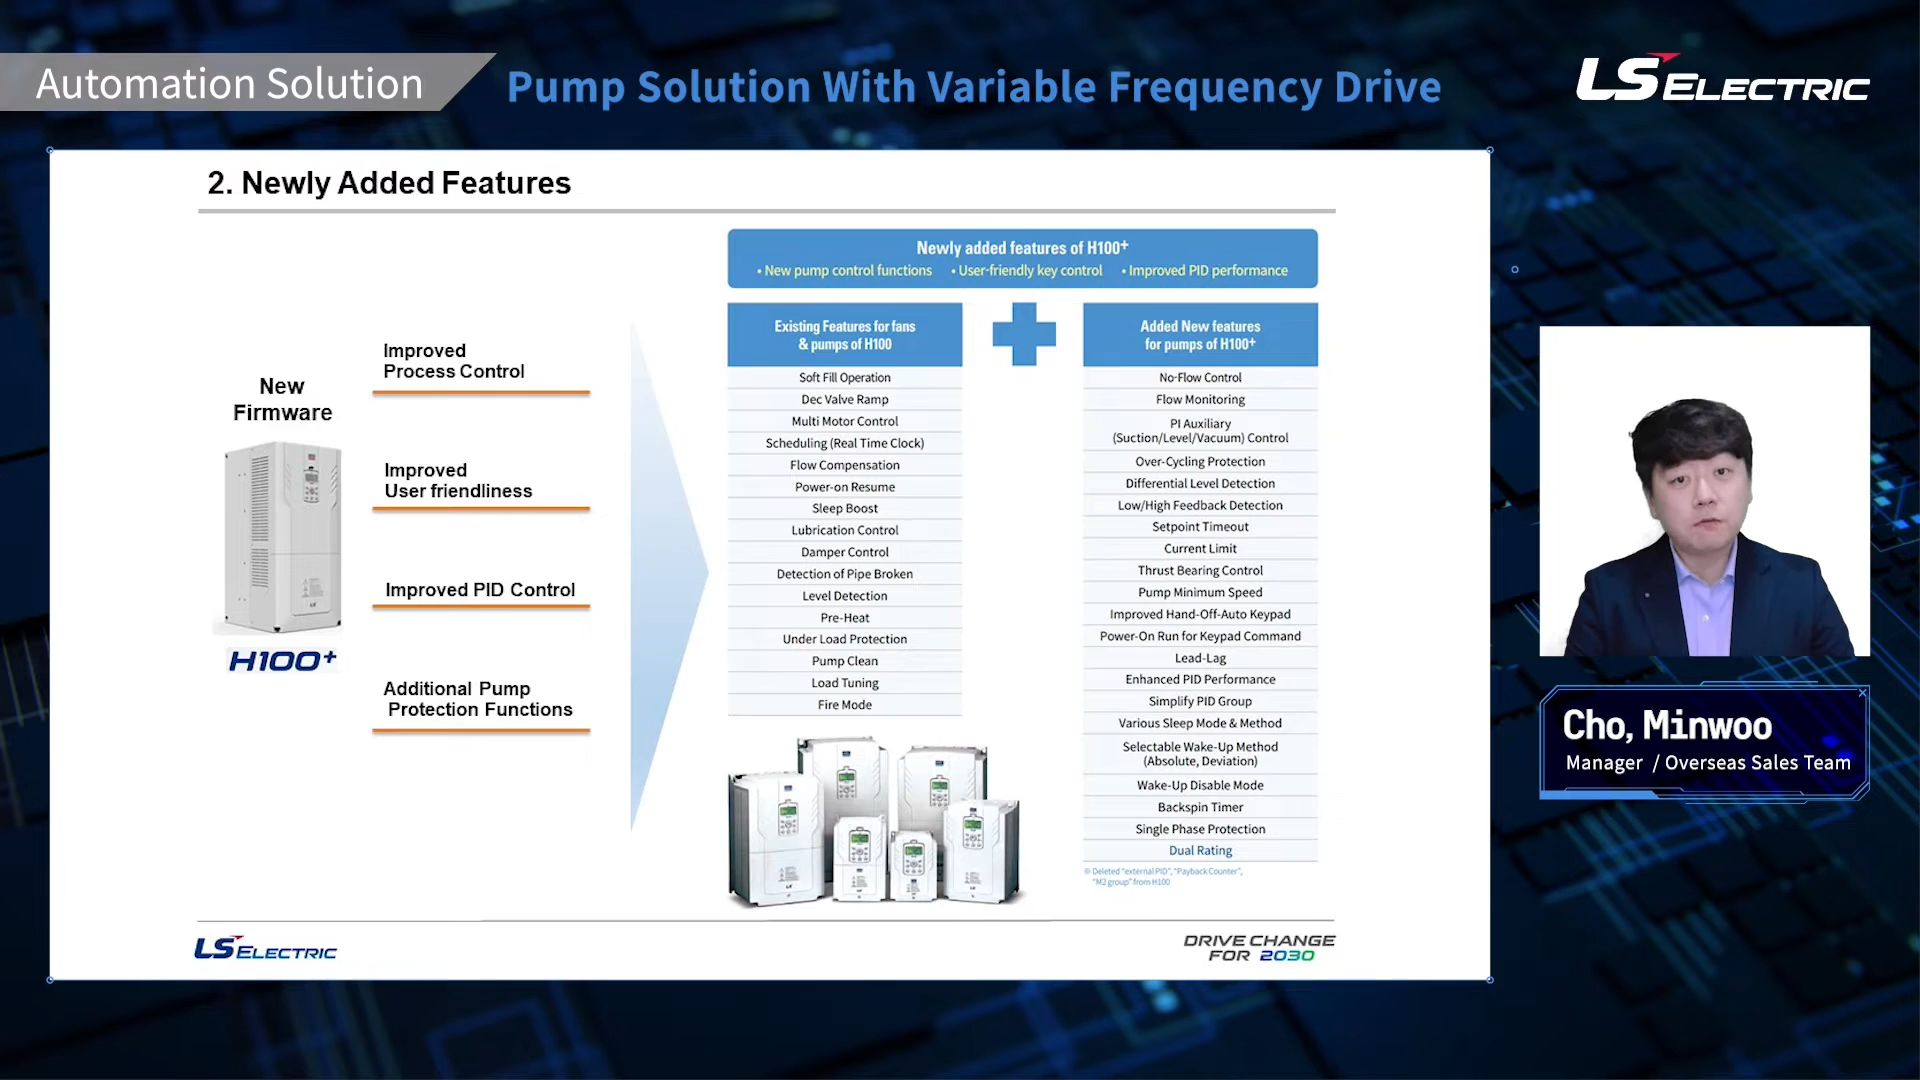 Automation Solution
Pump Solution With Variable Frequency Drive
LS ELECTRIC
2. Newly Added Features
New
Firmware
H100+
Improved
Process Control
Improved
User friendliness
Improved PID Control
Additional Pump
Protection Functions
Newly added features of H100+
• New pump control functions • User-friendly key control • Improved PID performance
Existing Features for fans
& pumps of H100
Soft Fill Operation
Dec Valve Ramp
Multi Motor Control
Scheduling (Real Time Clock)
Flow Compensation
Power-on Resume
Sleep Boost
Lubrication Control
Damper Control
Detection of Pipe Broken
Level Detection
Pre-Heat
Under Load Protection
Pump Clean
Load Tuning
Fire Mode
Added New features
for pumps of H100+
No-Flow Control
Flow Monitoring
PI Auxiliary
(Suction/Level/Vacuum) Control
Over-Cycling Protection
Differential Level Detection
Low/High Feedback Detection
Setpoint Timeout
Current Limit
Thrust Bearing Control
Pump Minimum Speed
Improved Hand-Off-Auto Keypad
Power-On Run for Keypad Command
Lead-Lag
Enhanced PID Performance
Simplify PID Group
Various Sleep Mode & Method
Selectable Wake-Up Method
(Absolute, Deviation)
Wake-Up Disable Mode
Backspin Timer
Single Phase Protection
Dual Rating
※ Deleted "external PID", "Payback Counter",
"M2 group" from H100
LS ELECTRIC
DRIVE CHANGE
FOR 2030
Cho, Minwoo
Manager / Overseas Sales Team